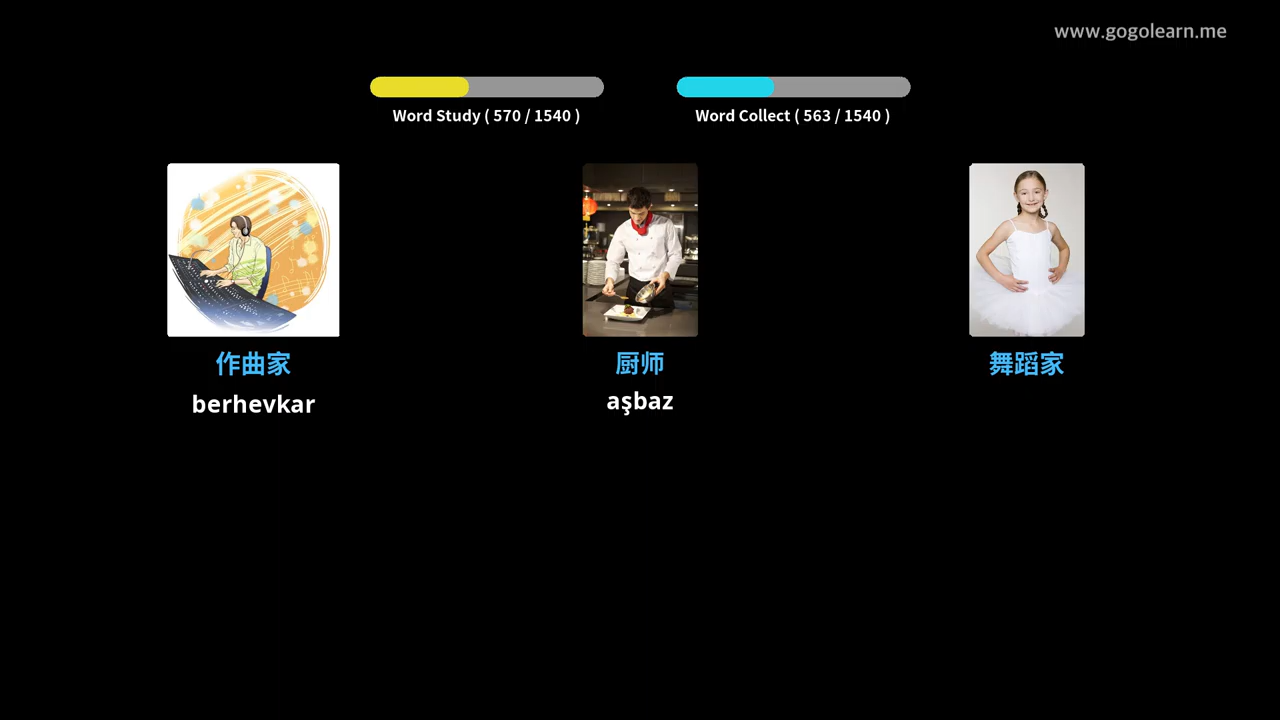 www.gogolearn.me
Word Study ( 570 / 1540 )
Word Collect ( 563 / 1540 )
作曲家
厨师
舞蹈家
berhevkar
aşbaz